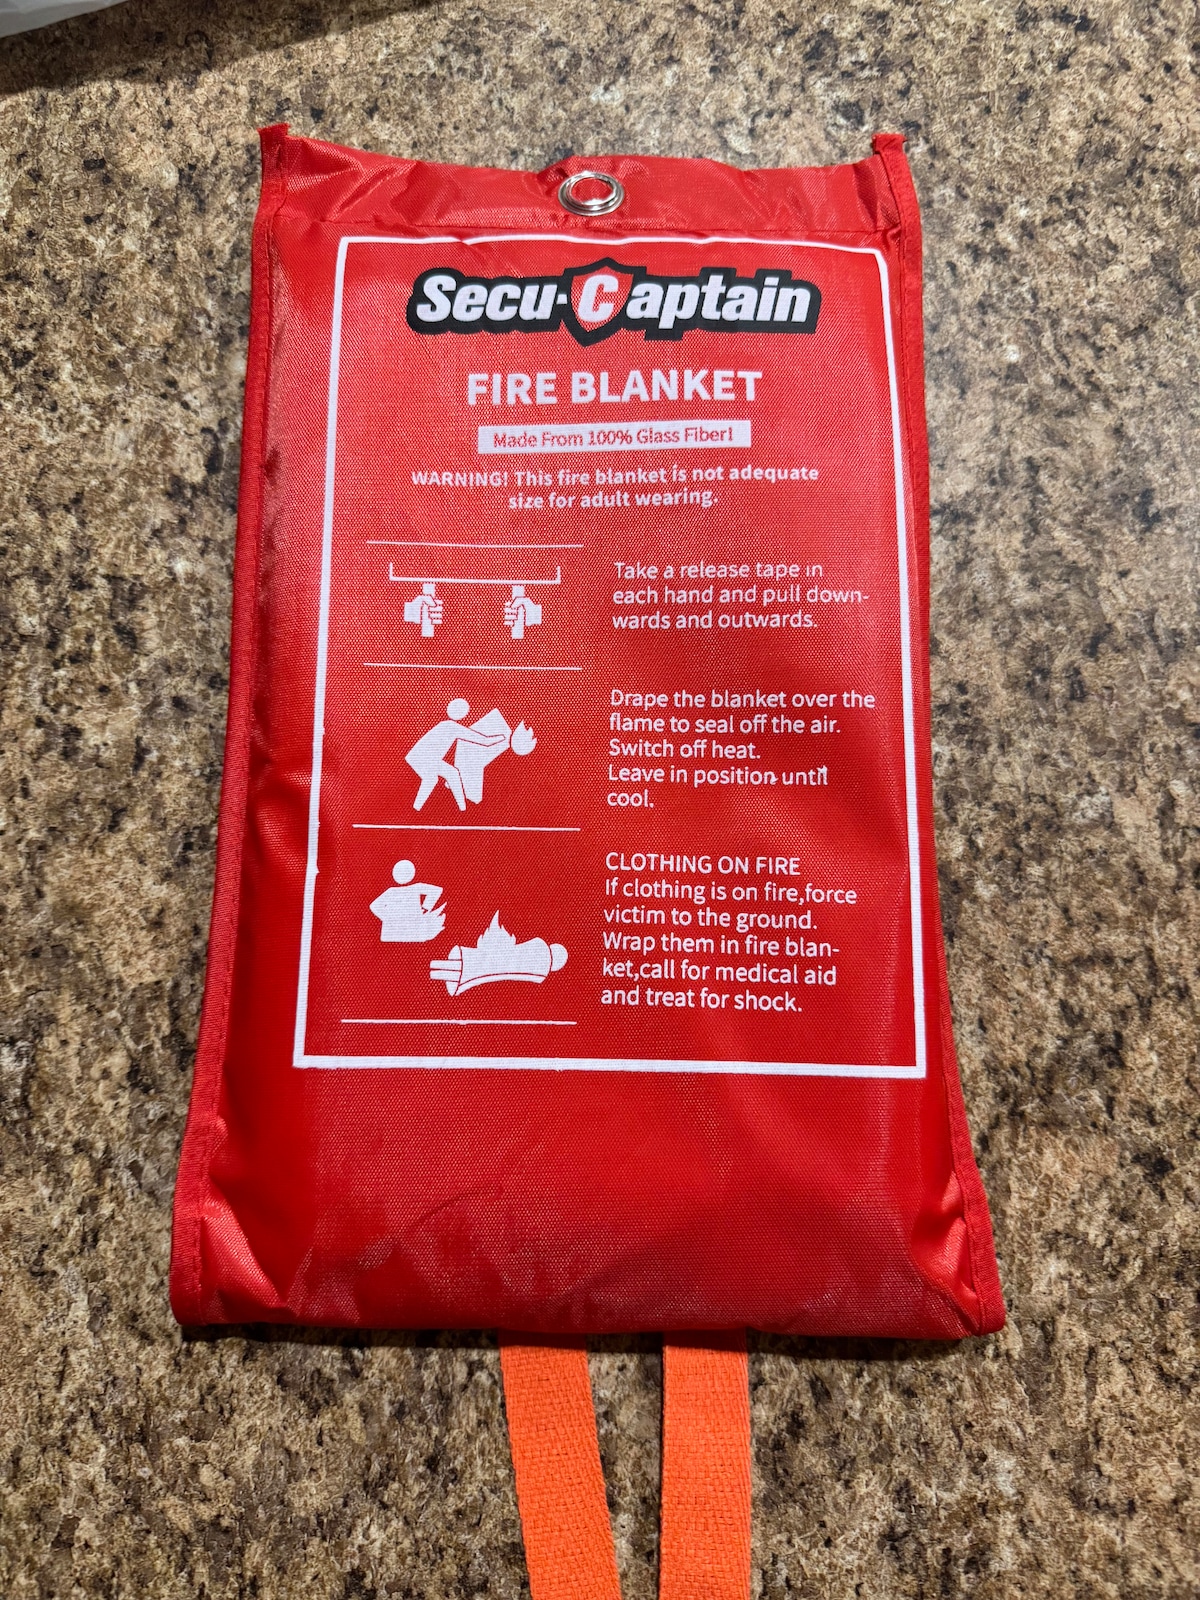 Secu-Captain
FIRE BLANKET
Made From 100% Glass Fiber!
WARNING! This fire blanket is not adequate
size for adult wearing.
Take a release tape in
each hand and pull down-
wards and outwards.
Drape the blanket over the
flame to seal off the air.
Switch off heat.
Leave in position until
cool.
CLOTHING ON FIRE
If clothing is on fire,force
victim to the ground.
Wrap them in fire blan-
ket,call for medical aid
and treat for shock.